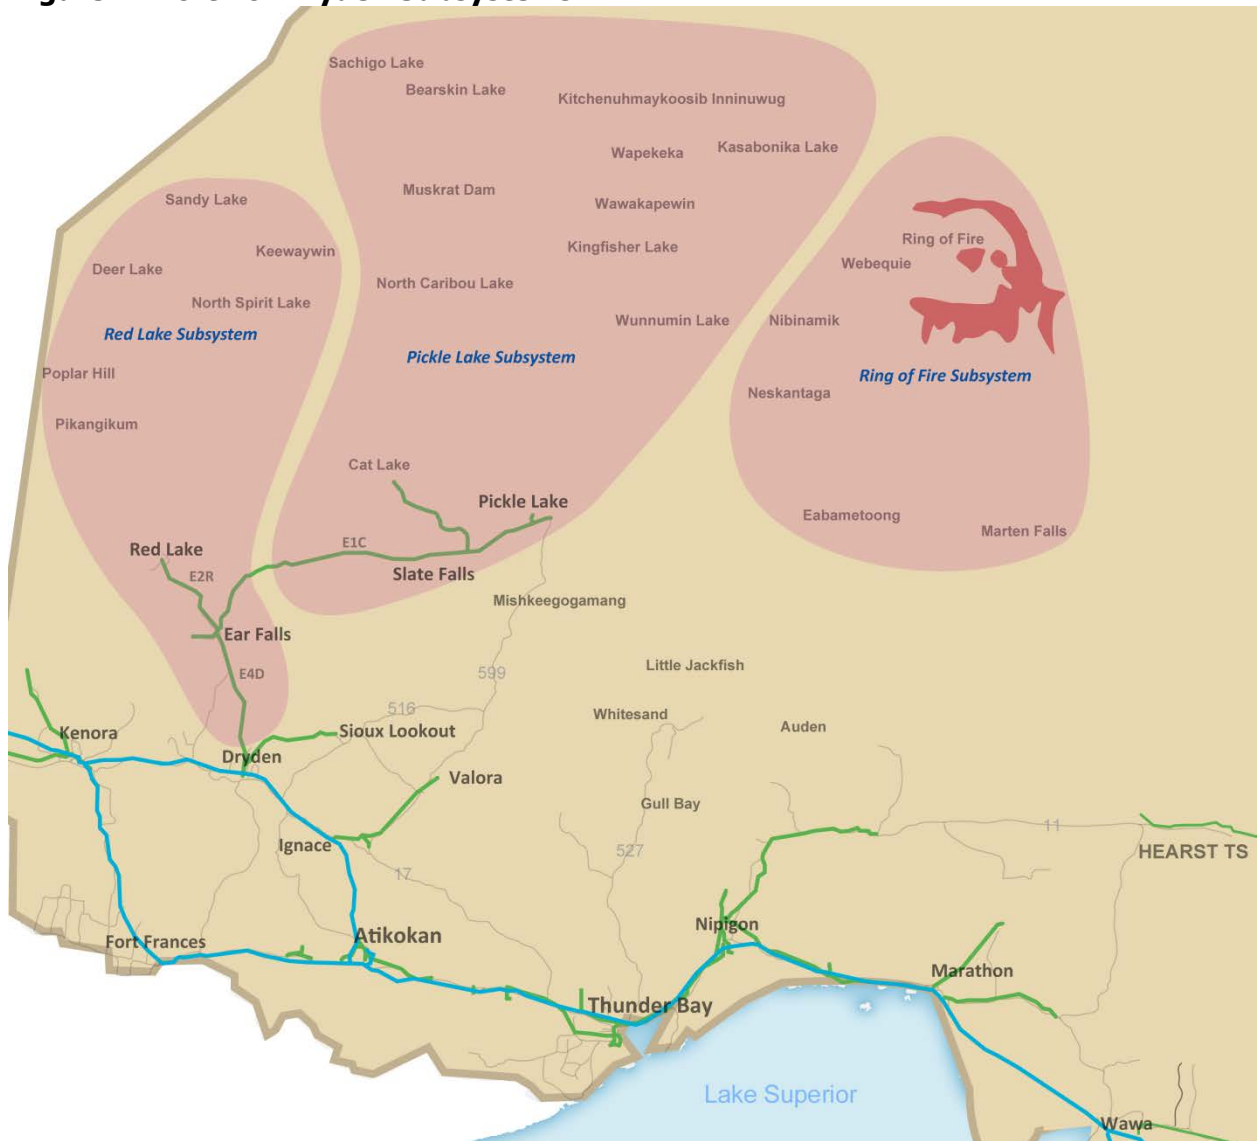 Sachigo Lake
Bearskin Lake
Kitchenuhmaykoosib Inninuwug
Wapekeka
Kasabonika Lake
Muskrat Dam
Sandy Lake
Wawakapewin
Ring of Fire
Kingfisher Lake
Keewaywin
Webequie
Deer Lake
North Caribou Lake
North Spirit Lake
Wunnumin Lake
Nibinamik
Red Lake Subsystem
Pickle Lake Subsystem
Ring of Fire Subsystem
Poplar Hill
Neskantaga
Pikangikum
Cat Lake
Pickle Lake
Eabametoong
Marten Falls
E1C
Red Lake
E2R
Slate Falls
Mishkeegogamang
Ear Falls
Little Jackfish
E4D
599
516
Whitesand
Auden
Kenora
Sioux Lookout
Dryden
Valora
Gull Bay
11
Ignace
527
HEARST TS
17
Nipigon
Fort Frances
Atikokan
Marathon
Thunder Bay
Lake Superior
Wawa